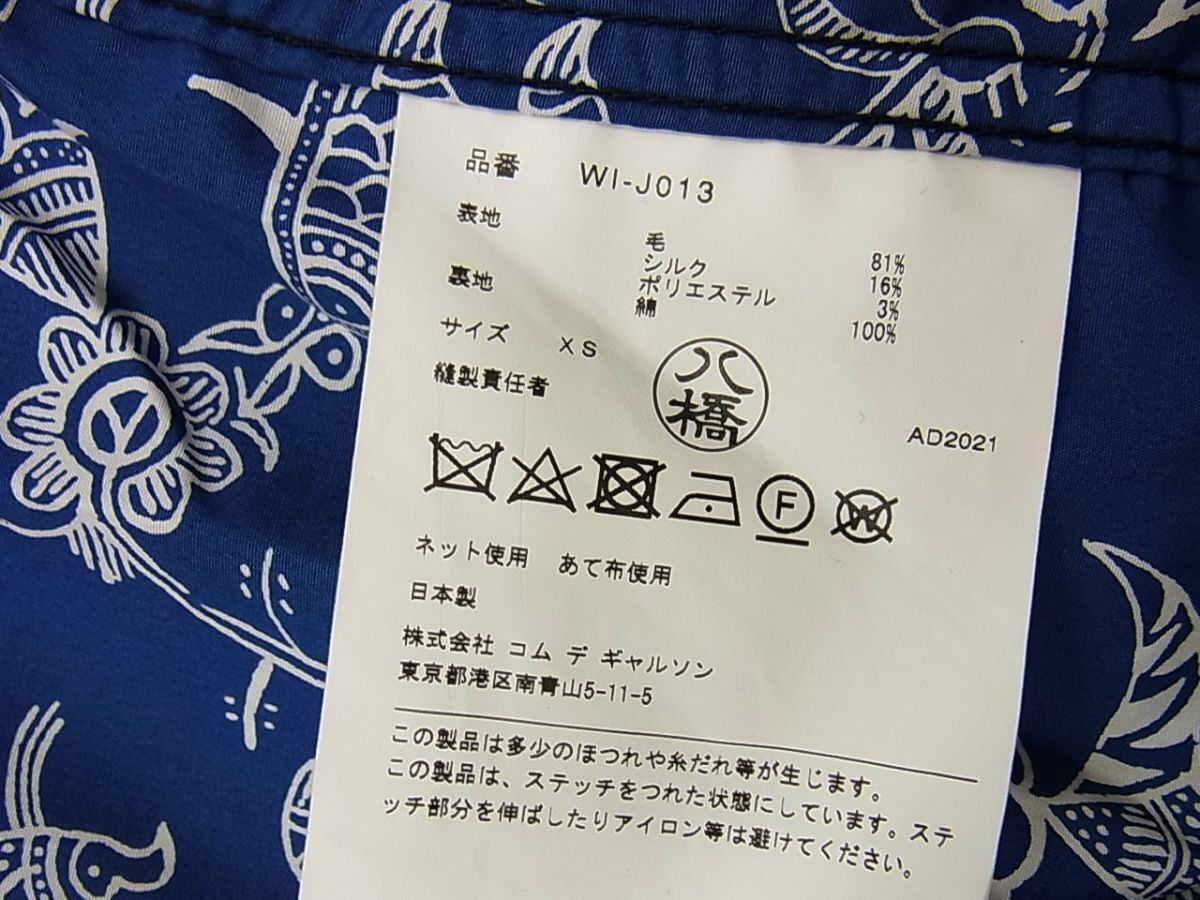 品番 WI-J013
表地 毛 81%
シルク 16%
ポリエステル 3%
裏地 綿 100%
サイズ XS
縫製責任者 八橋
AD2021
F W
ネット使用 あて布使用
日本製
株式会社 コム デ ギャルソン
東京都港区南青山5-11-5
この製品は多少のほつれや糸だれ等が生じます。
この製品は、ステッチをつれた状態にしています。ステ
ッチ部分を伸ばしたりアイロン等は避けてください。